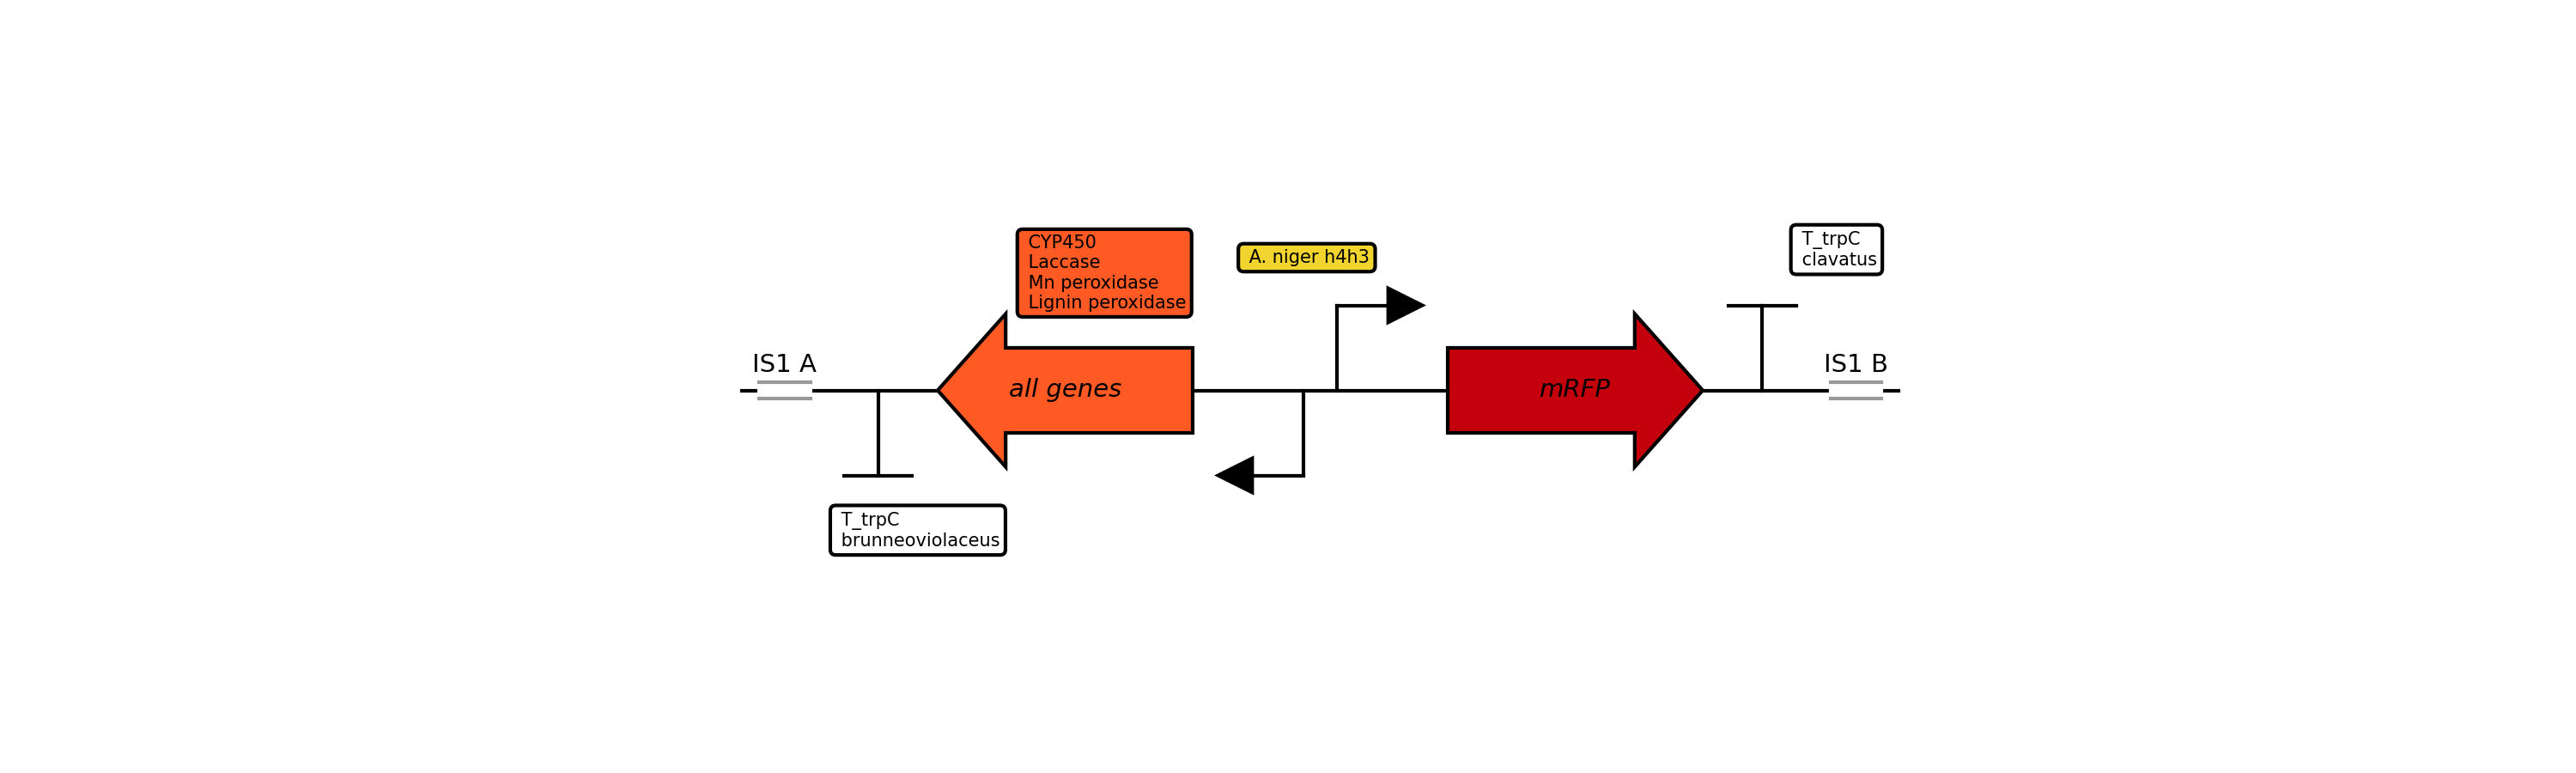 CYP450
Laccase
Mn peroxidase
Lignin peroxidase
A. niger h4h3
T_trpC
clavatus
IS1 A
all genes
mRFP
IS1 B
T_trpC
brunneoviolaceus